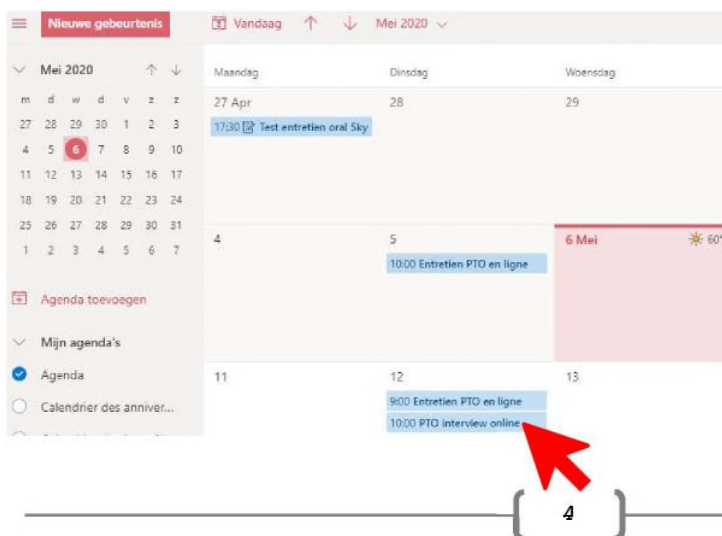 Nieuwe gebeurtenis
Vandaag
Mei 2020
Mei 2020
m d w d v z z
27 28 29 30 1 2 3
4 5 6 7 8 9 10
11 12 13 14 15 16 17
18 19 20 21 22 23 24
25 26 27 28 29 30 31
1 2 3 4 5 6 7
Agenda toevoegen
Mijn agenda's
Agenda
Calendrier des anniver...
Maandag Dinsdag Woensdag
27 Apr 28 29
17:30 Test entretien oral Sky
4 5 6 Mei 60°
10:00 Entretien PTO en ligne
11 12 13
9:00 Entretien PTO en ligne
10:00 PTO interview online
4